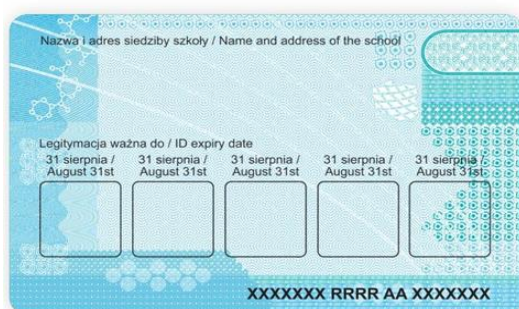 Nazwa i adres siedziby szkoły / Name and address of the school
Legitymacja ważna do / ID expiry date
31 sierpnia / 31 sierpnia / 31 sierpnia / 31 sierpnia / 31 sierpnia /
August 31st August 31st August 31st August 31st August 31st
XXXXXXX RRRR AA XXXXXXX